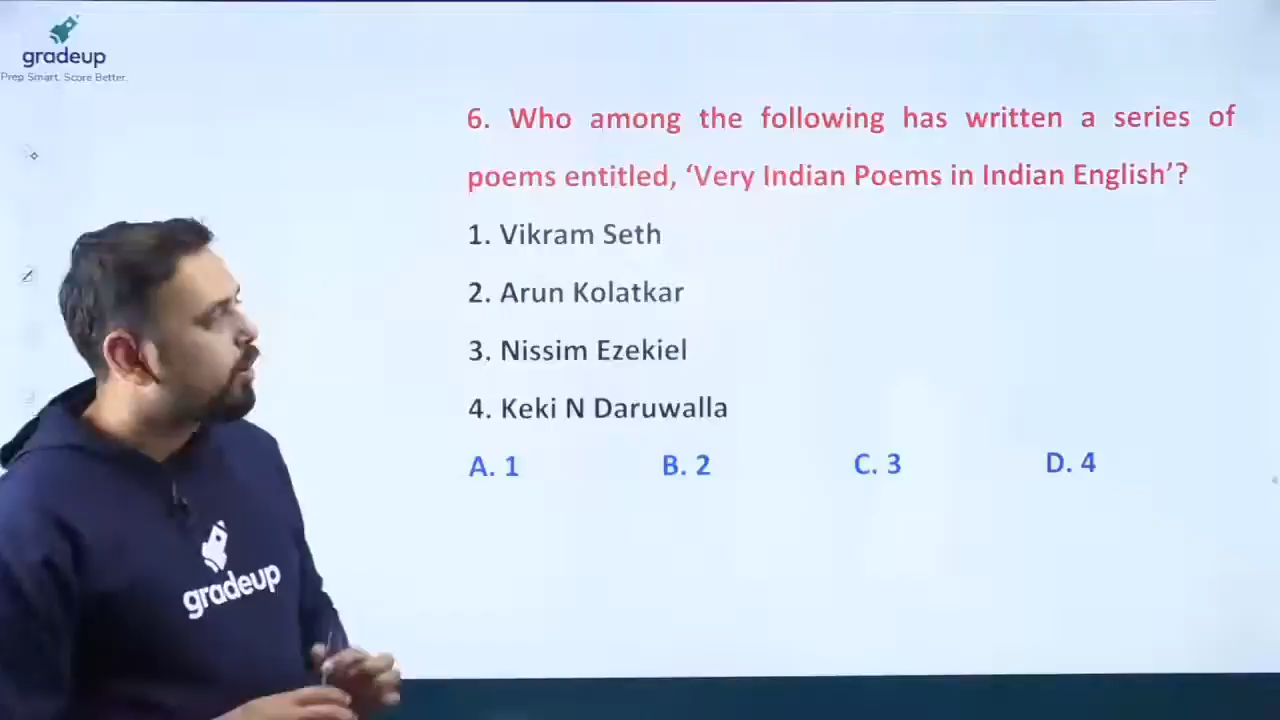 gradeup
Prep Smart. Score Better.
6. Who among the following has written a series of
poems entitled, ‘Very Indian Poems in Indian English’?
1. Vikram Seth
2. Arun Kolatkar
3. Nissim Ezekiel
4. Keki N Daruwalla
A. 1 B. 2 C. 3 D. 4
gradeup